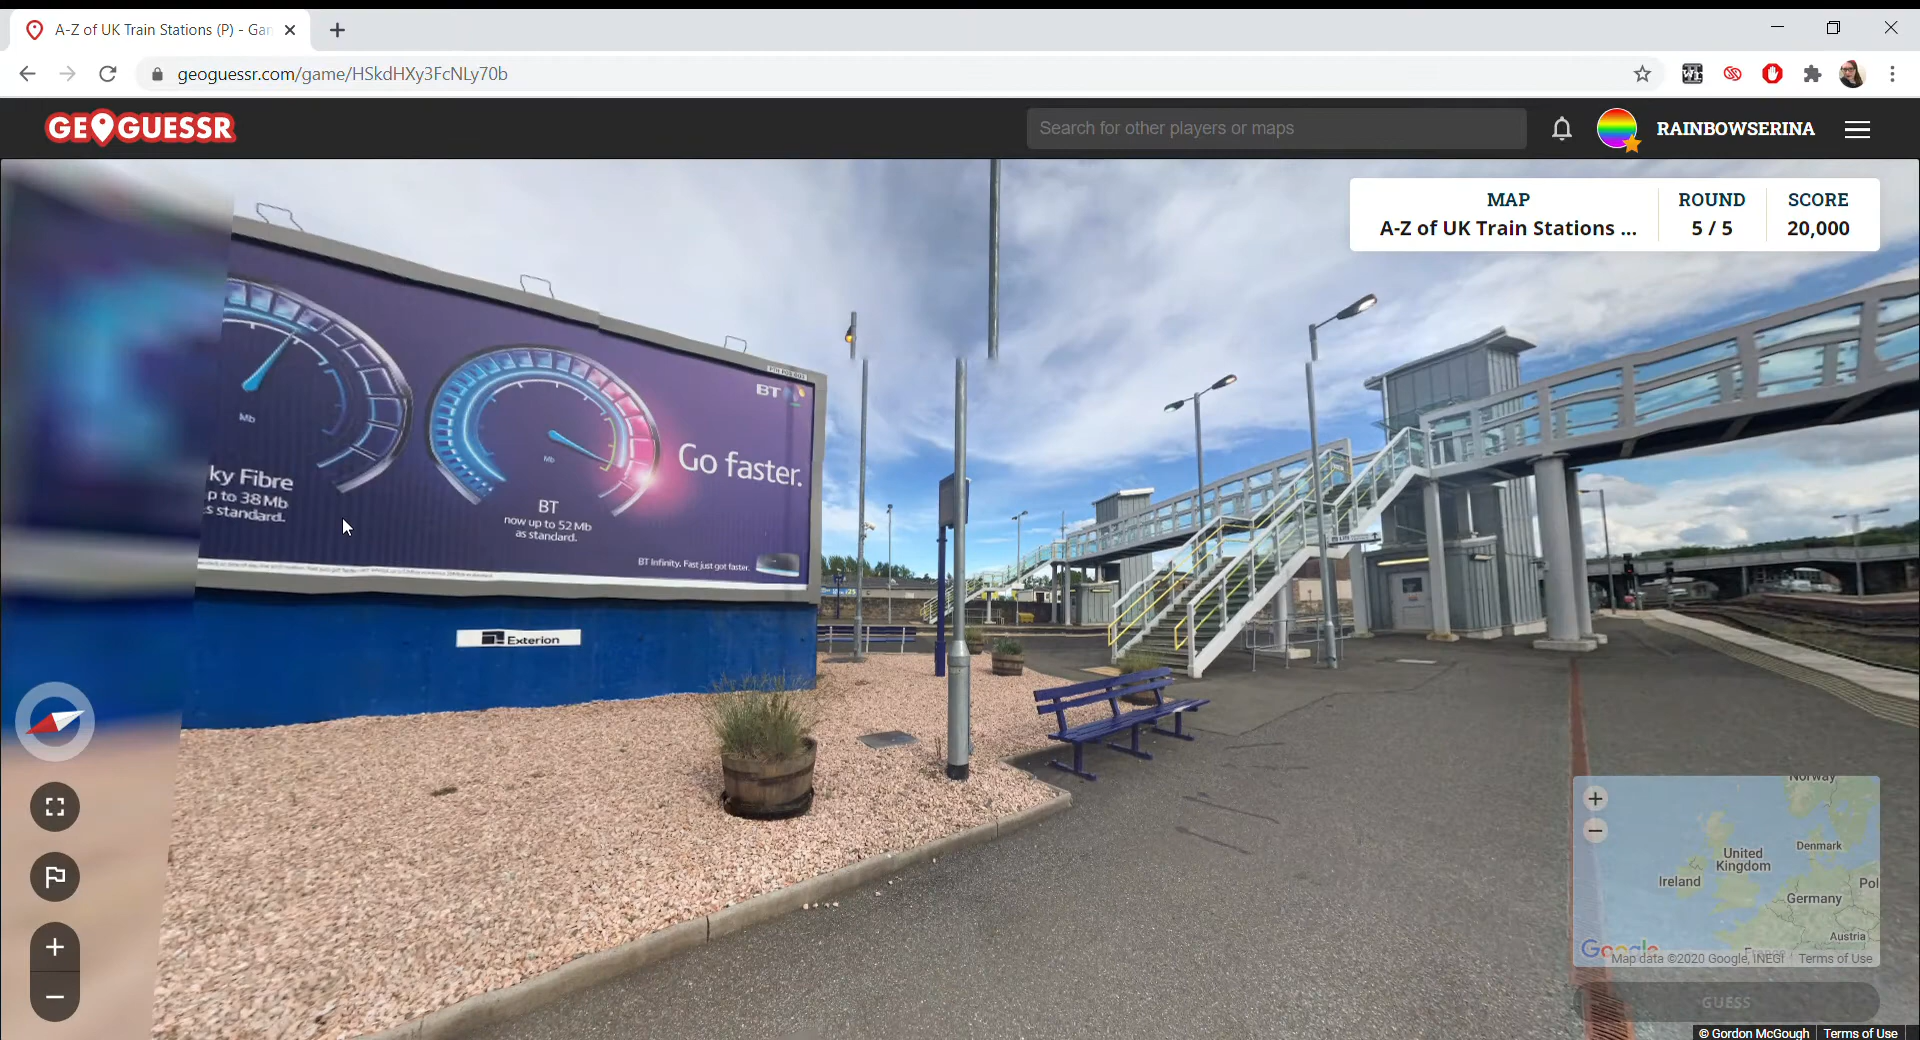 A-Z of UK Train Stations (P) - Gar
geoguessr.com/game/HSkdHXy3FcNLy70b
GEOGUESSR
Search for other players or maps
RAINBOWSERINA
MAP
A-Z of UK Train Stations ...
ROUND
5 / 5
SCORE
20,000
BT
Go faster.
Mb
Mb
ky Fibre
p to 38Mb
s standard.
BT
now up to 52 Mb
as standard.
BT Infinity. Fast just got faster.
Exterion
Norway
United
Kingdom
Denmark
Ireland
Pol
Germany
Austria
France
Google
Map data ©2020 Google, INEGI
Terms of Use
GUESS
© Gordon McGough
Terms of Use